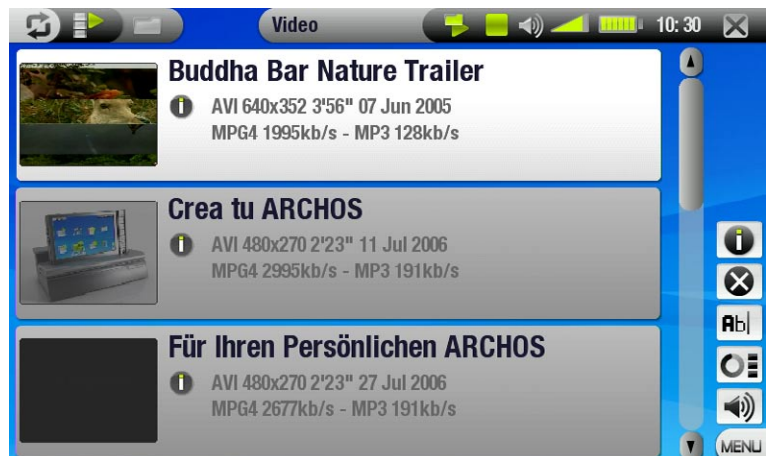 Video
10:30
Buddha Bar Nature Trailer
AVI 640x352 3'56" 07 Jun 2005
MPG4 1995kb/s - MP3 128kb/s
Crea tu ARCHOS
AVI 480x270 2'23" 11 Jul 2006
MPG4 2995kb/s - MP3 191kb/s
Für Ihren Persönlichen ARCHOS
AVI 480x270 2'23" 27 Jul 2006
MPG4 2677kb/s - MP3 191kb/s
Ab
MENU